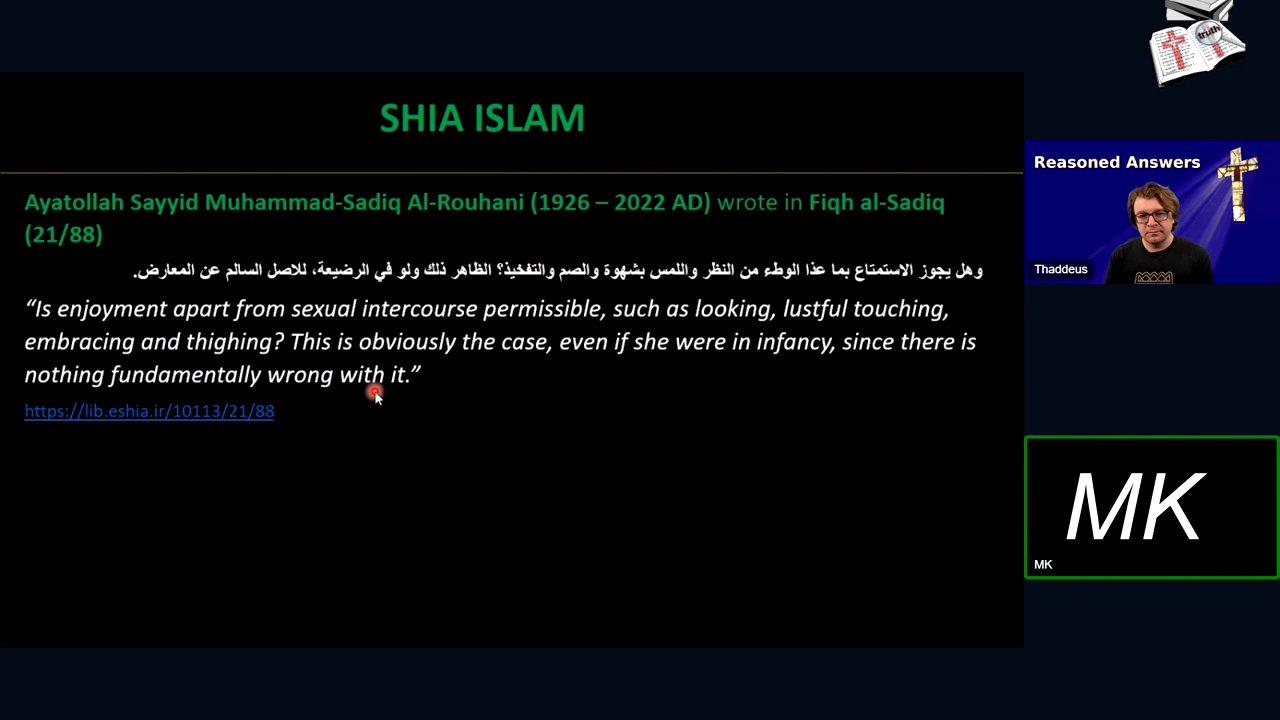 truth
SHIA ISLAM
Ayatollah Sayyid Muhammad-Sadiq Al-Rouhani (1926 – 2022 AD) wrote in Fiqh al-Sadiq
(21/88)
وهل يجوز الاستمتاع بما عذا الوطء من النظر واللمس بشهوة والصم والتفخيذ؟ الظاهر ذلك ولو في الرضيعة، للاصل السالم عن المعارض.
“Is enjoyment apart from sexual intercourse permissible, such as looking, lustful touching,
embracing and thighing? This is obviously the case, even if she were in infancy, since there is
nothing fundamentally wrong with it.”
https://lib.eshia.ir/10113/21/88
Reasoned Answers
Thaddeus
MK
MK